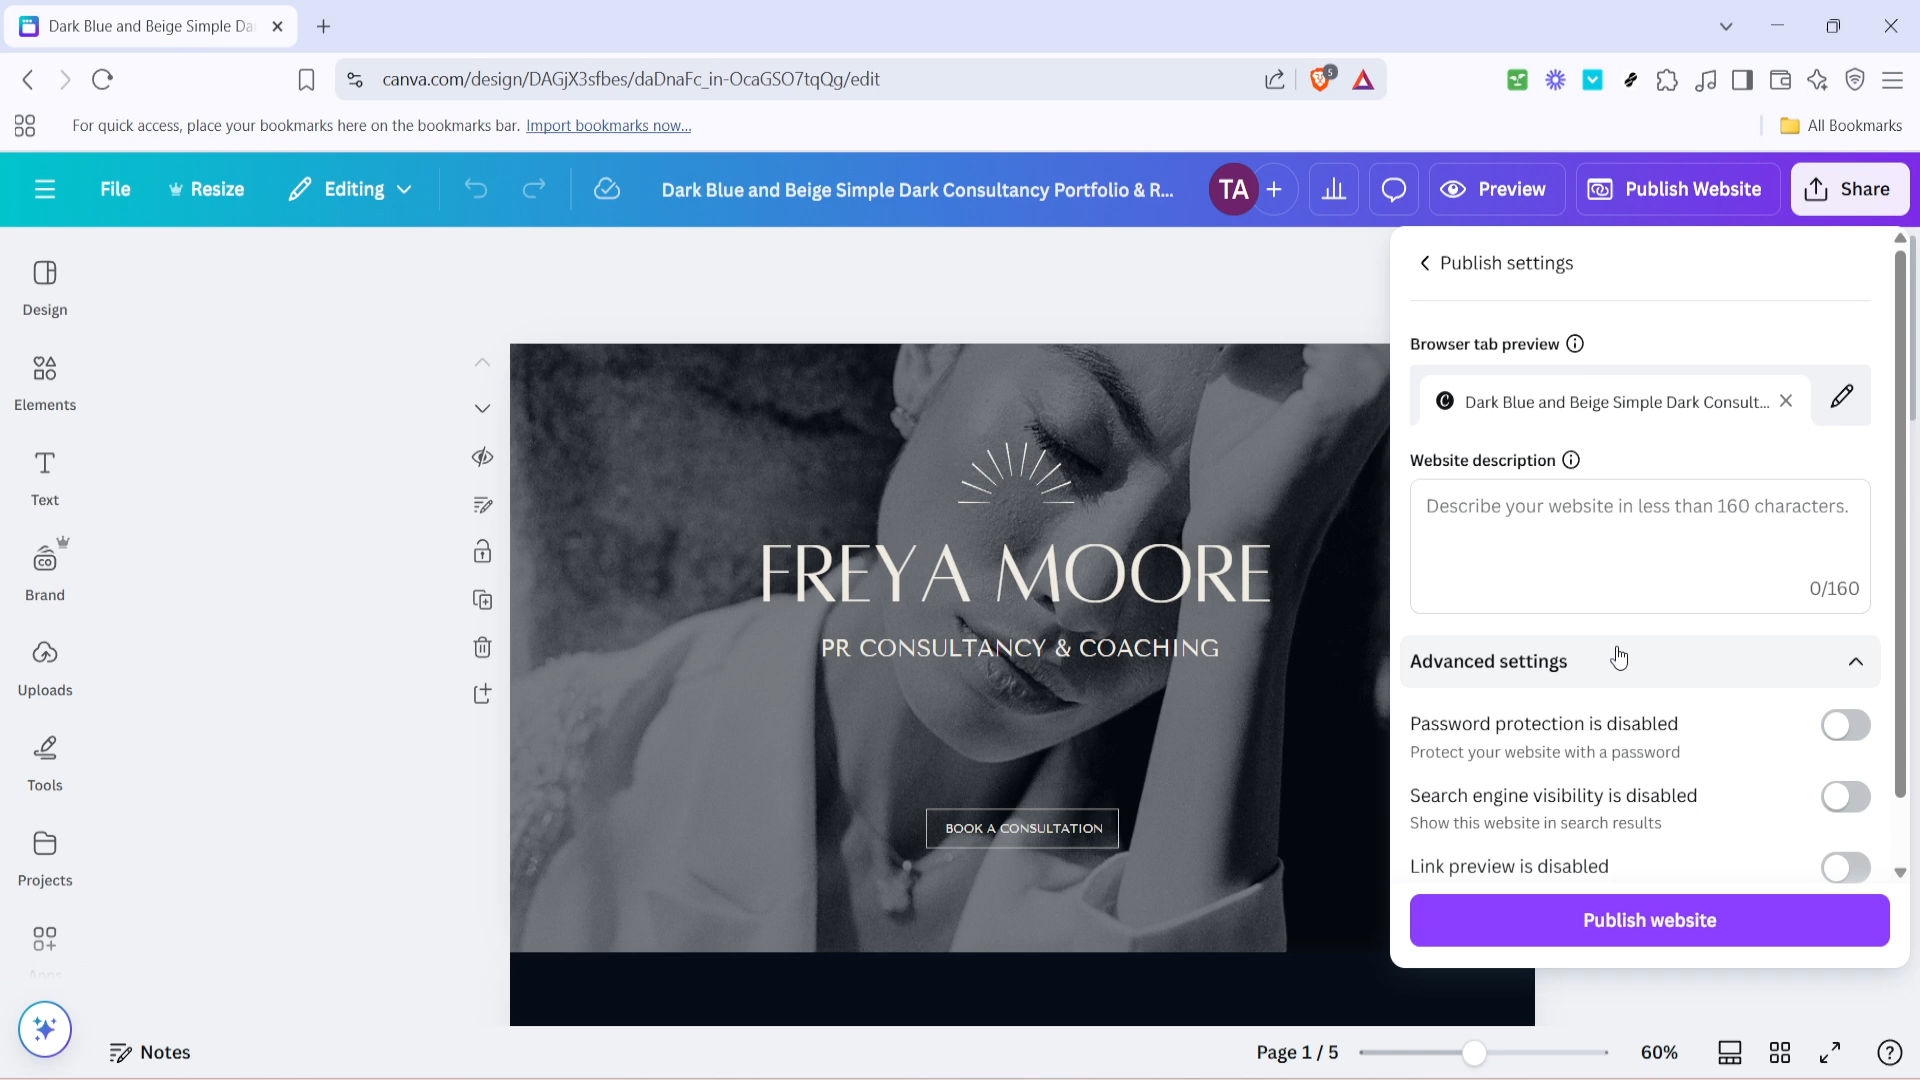 Dark Blue and Beige Simple Da
canva.com/design/DAGjX3sfbes/daDnaFc_in-OcaGSO7tqQg/edit
5
For quick access, place your bookmarks here on the bookmarks bar. Import bookmarks now...
All Bookmarks
File
Resize
Editing
Dark Blue and Beige Simple Dark Consultancy Portfolio & R...
TA
Preview
Publish Website
Share
Design
Elements
Text
Brand
Uploads
Tools
Projects
Apps
FREYA MOORE
PR CONSULTANCY & COACHING
BOOK A CONSULTATION
Publish settings
Browser tab preview
Dark Blue and Beige Simple Dark Consult...
Website description
Describe your website in less than 160 characters.
0/160
Advanced settings
Password protection is disabled
Protect your website with a password
Search engine visibility is disabled
Show this website in search results
Link preview is disabled
Publish website
Notes
Page 1 / 5
60%